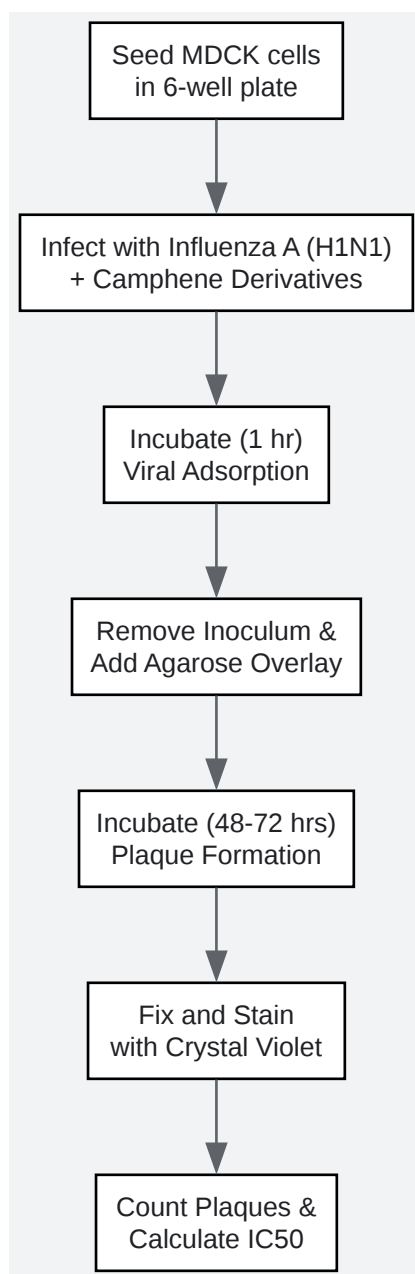 Seed MDCK cells
in 6-well plate
Infect with Influenza A (H1N1)
+ Camphene Derivatives
Incubate (1 hr)
Viral Adsorption
Remove Inoculum &
Add Agarose Overlay
Incubate (48-72 hrs)
Plaque Formation
Fix and Stain
with Crystal Violet
Count Plaques &
Calculate IC50